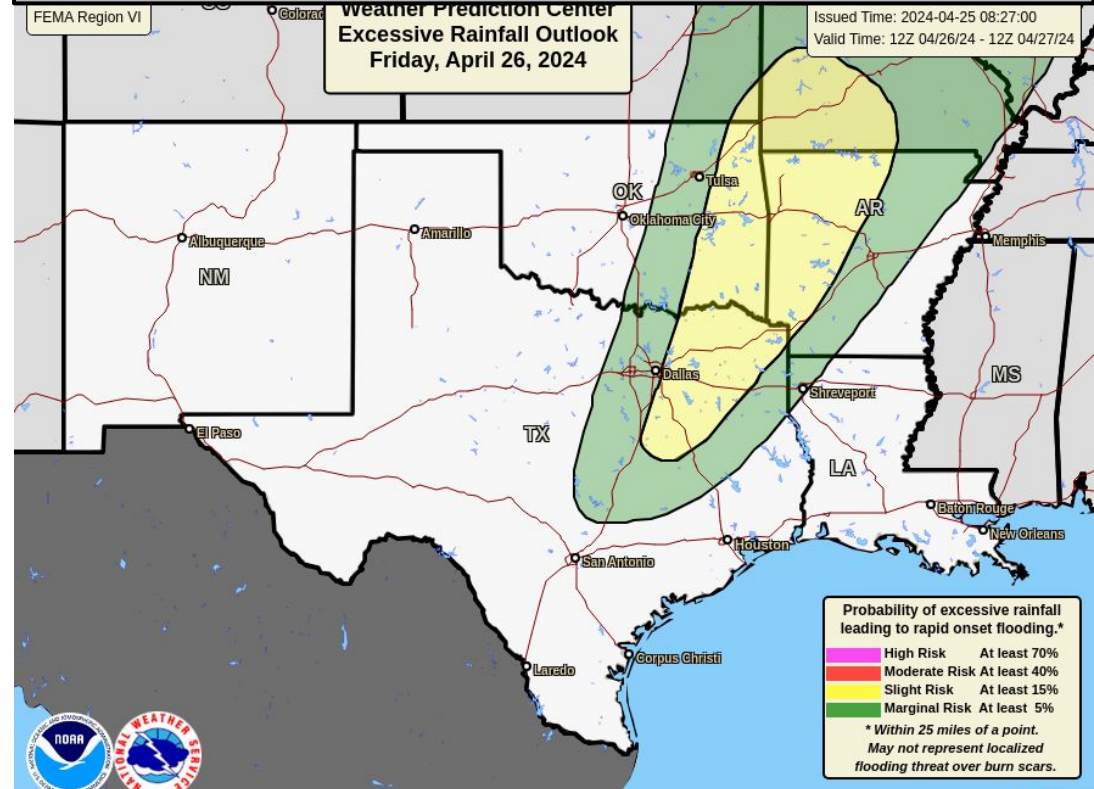 FEMA Region VI
Weather Prediction Center
Excessive Rainfall Outlook
Friday, April 26, 2024
Issued Time: 2024-04-25 08:27:00
Valid Time: 12Z 04/26/24 - 12Z 04/27/24
Tulsa
OK
AR
Oklahoma City
Amarillo
Albuquerque
Memphis
NM
Dallas
MS
Shreveport
El Paso
TX
LA
Baton Rouge
New Orleans
Houston
San Antonio
Corpus Christi
Laredo
Probability of excessive rainfall
leading to rapid onset flooding.*
High Risk At least 70%
Moderate Risk At least 40%
Slight Risk At least 15%
Marginal Risk At least 5%
* Within 25 miles of a point.
May not represent localized
flooding threat over burn scars.
NOAA
NATIONAL WEATHER SERVICE